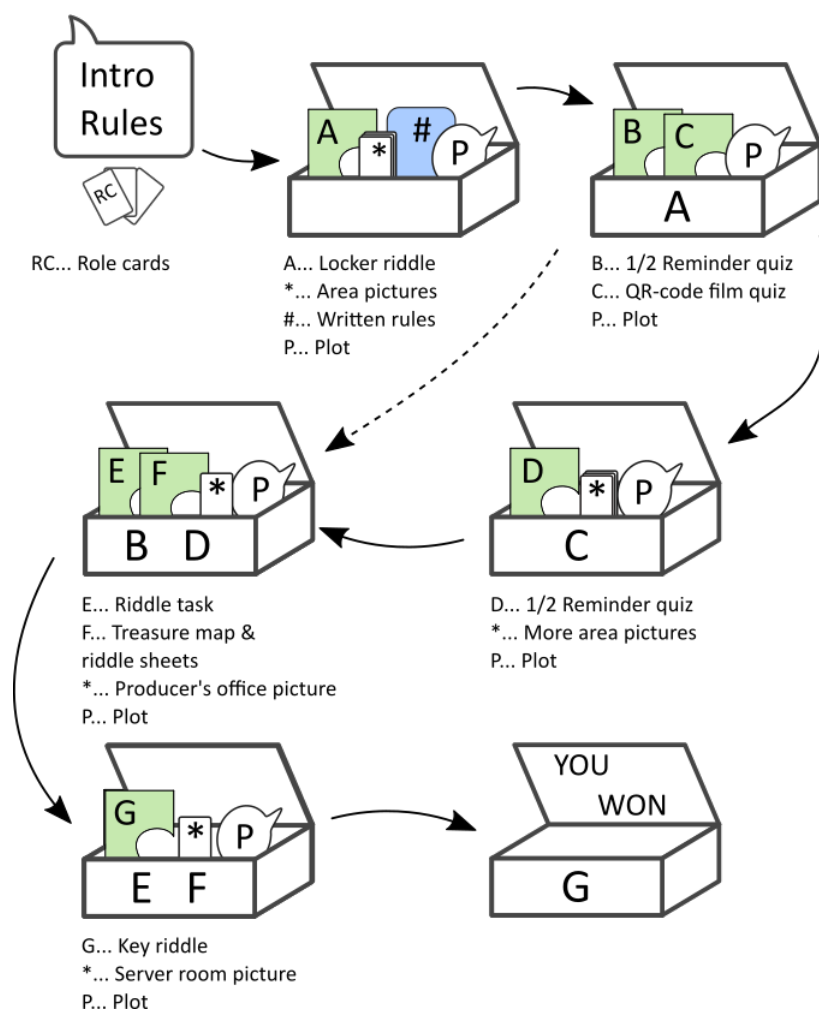 Intro
Rules
RC
RC... Role cards
A
*
#
P
A... Locker riddle
*... Area pictures
#... Written rules
P... Plot
B
C
P
A
B... 1/2 Reminder quiz
C... QR-code film quiz
P... Plot
E
F
*
P
B D
E... Riddle task
F... Treasure map &
riddle sheets
*... Producer's office picture
P... Plot
D
*
P
C
D... 1/2 Reminder quiz
*... More area pictures
P... Plot
G
*
P
E F
G... Key riddle
*... Server room picture
P... Plot
YOU
WON
G